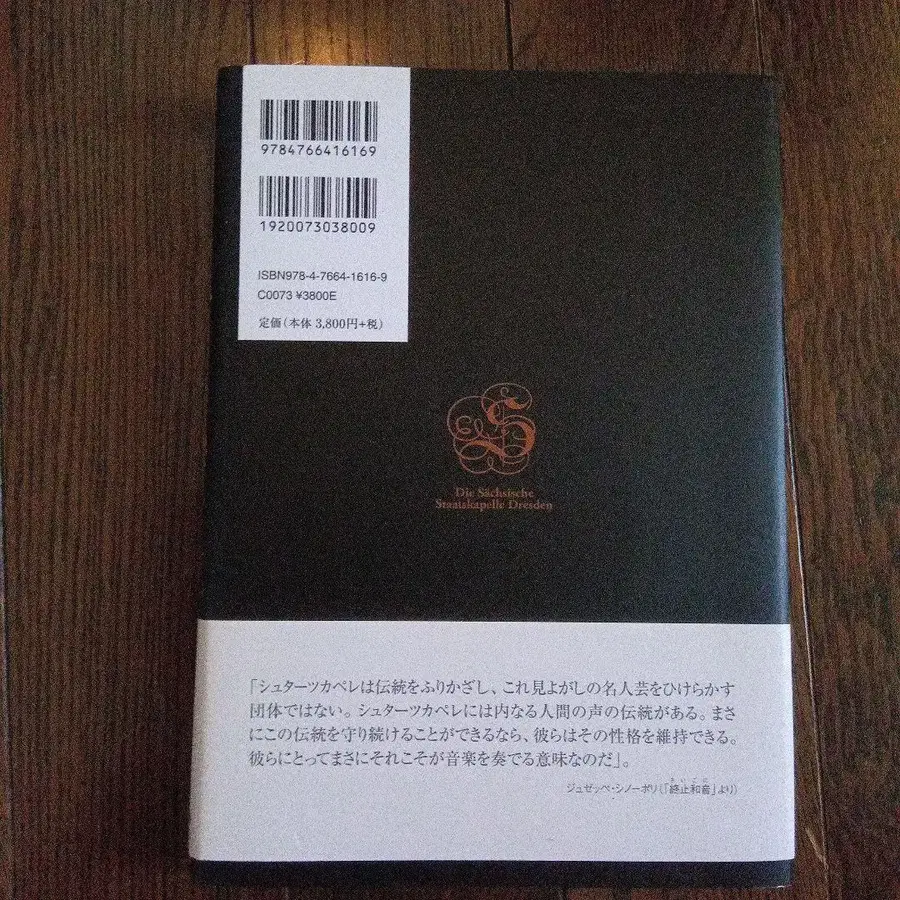 9784766416169
1920073038009
ISBN978-4-7664-1616-9
C0073 ¥3800E
定価(本体 3,800円+税)
Die Sächsische
Staatskapelle Dresden
「シュターツカペレは伝統をふりかざし、これ見よがしの名人芸をひけらかす
団体ではない。シュターツカペレには内なる人間の声の伝統がある。まさ
にこの伝統を守り続けることができるなら、彼らはその性格を維持できる。
彼らにとってまさにそれこそが音楽を奏でる意味なのだ」。
ジュゼッペ・シノーポリ(「終止和音」より)